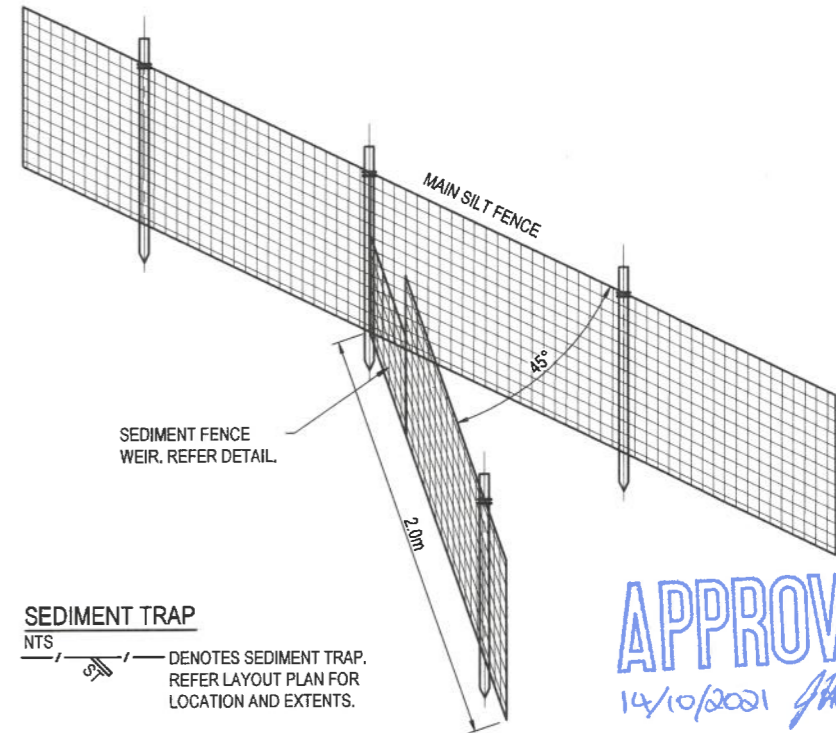 MAIN SILT FENCE
45°
SEDIMENT FENCE
WEIR. REFER DETAIL.
2.0m
SEDIMENT TRAP
NTS
ST
DENOTES SEDIMENT TRAP.
REFER LAYOUT PLAN FOR
LOCATION AND EXTENTS.
APPROV
14/10/2021